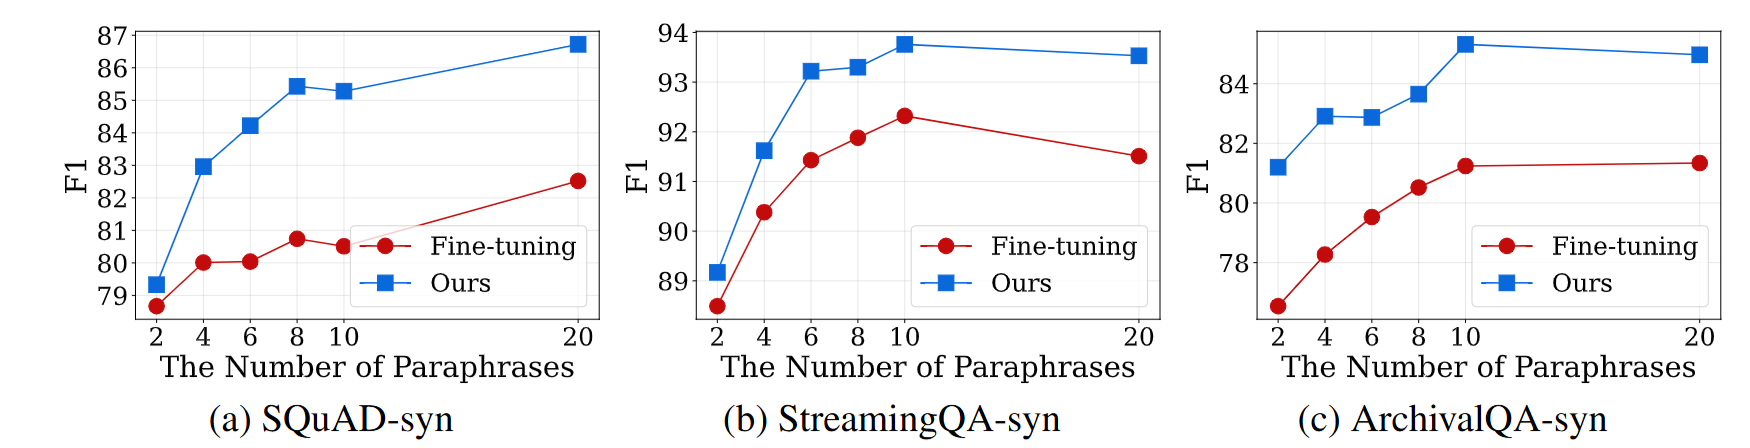 87
86
85
84
83
82
81
80
79
F1
2 4 6 8 10 20
The Number of Paraphrases
Fine-tuning
Ours
(a) SQuAD-syn
94
93
92
91
90
89
F1
2 4 6 8 10 20
The Number of Paraphrases
Fine-tuning
Ours
(b) StreamingQA-syn
84
82
80
78
F1
2 4 6 8 10 20
The Number of Paraphrases
Fine-tuning
Ours
(c) ArchivalQA-syn